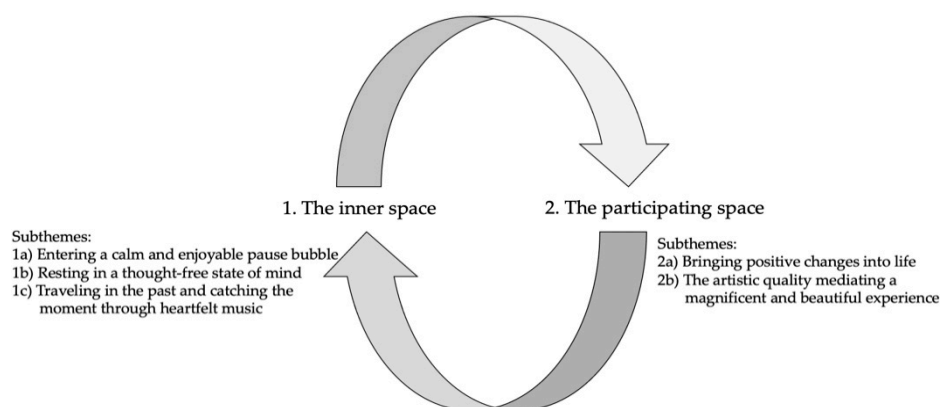 1. The inner space
2. The participating space
Subthemes:
1a) Entering a calm and enjoyable pause bubble
1b) Resting in a thought-free state of mind
1c) Traveling in the past and catching the
moment through heartfelt music
Subthemes:
2a) Bringing positive changes into life
2b) The artistic quality mediating a
magnificent and beautiful experience